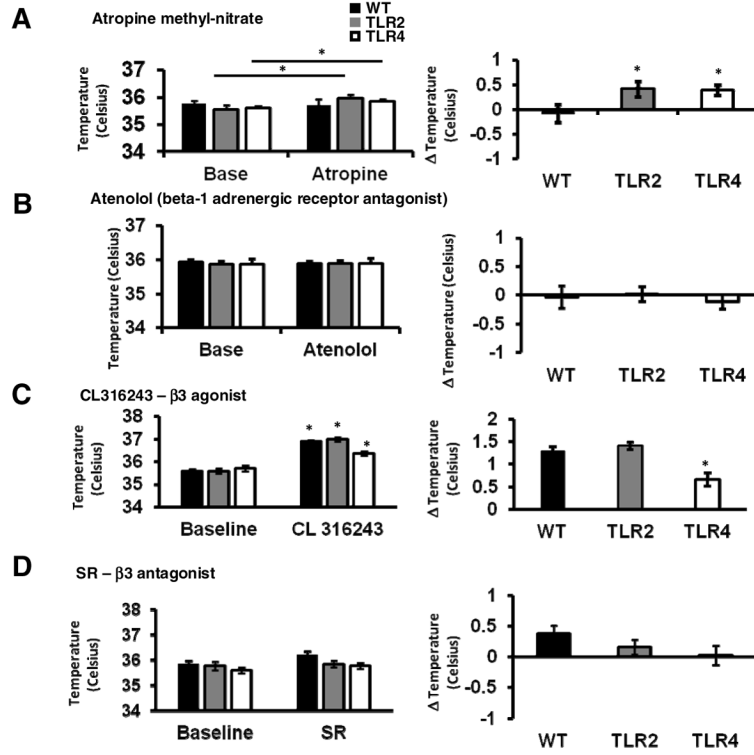 A
Atropine methyl-nitrate
WT
TLR2
TLR4
Temperature
(Celsius)
37
36
35
34
*
*
Base
Atropine
Δ Temperature
(Celsius)
1
0.5
0
-0.5
-1
*
*
WT
TLR2
TLR4
B
Atenolol (beta-1 adrenergic receptor antagonist)
Temperature (Celsius)
37
36
35
34
Base
Atenolol
Δ Temperature (Celsius)
1
0.5
0
-0.5
-1
WT
TLR2
TLR4
C
CL316243 – β3 agonist
Temperature
(Celsius)
38
37
36
35
34
*
*
*
Baseline
CL 316243
Δ Temperature
(Celsius)
2
1.5
1
0.5
0
*
WT
TLR2
TLR4
D
SR – β3 antagonist
Temperature
(Celsius)
38
37
36
35
34
Baseline
SR
Δ Temperature
(Celsius)
1
0.5
0
-0.5
-1
WT
TLR2
TLR4